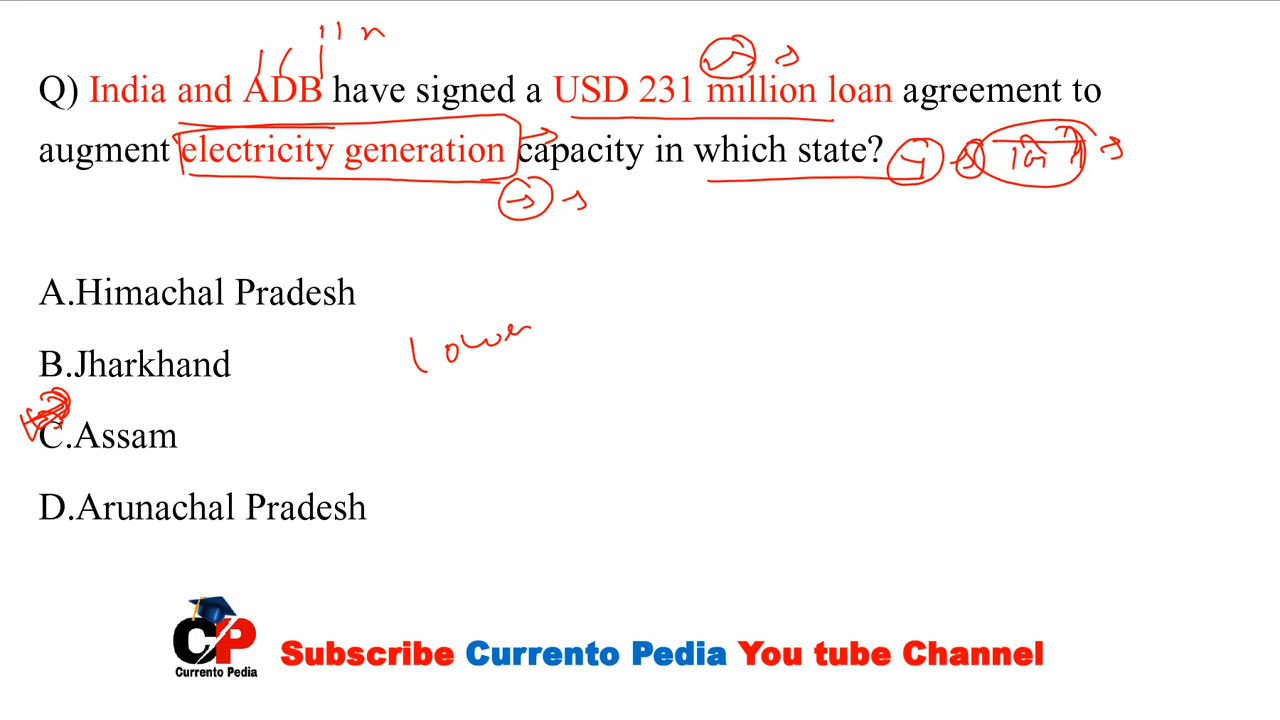 Q) India and ADB have signed a USD 231 million loan agreement to
augment electricity generation capacity in which state?
A.Himachal Pradesh
lower
B.Jharkhand
C.Assam
D.Arunachal Pradesh
CP
Currento Pedia
Subscribe Currento Pedia You tube Channel